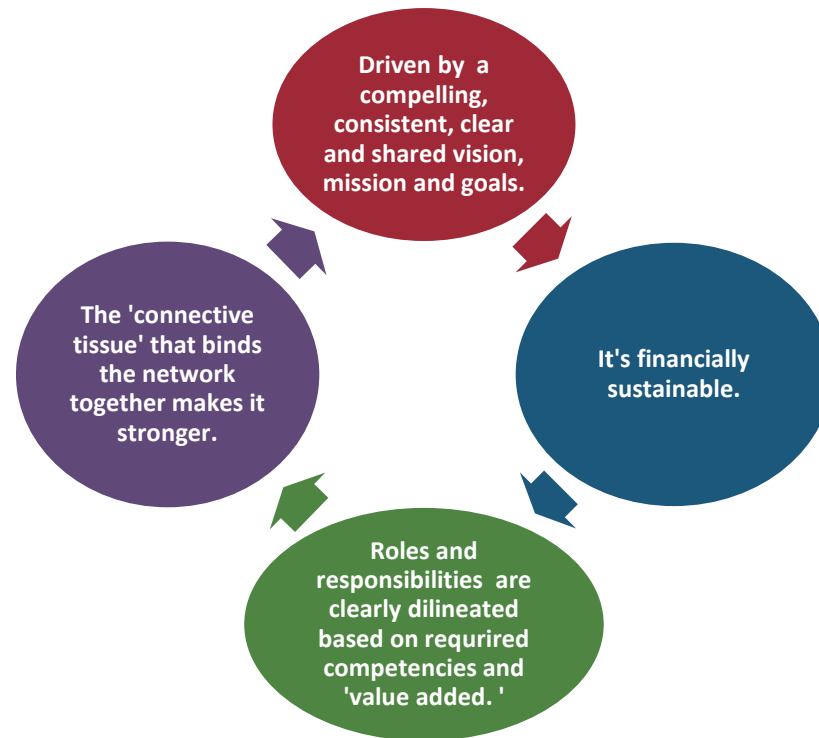 Driven by a
compelling,
consistent, clear
and shared vision,
mission and goals.
It's financially
sustainable.
Roles and
responsibilities are
clearly dilineated
based on requrired
competencies and
'value added. '
The 'connective
tissue' that binds
the network
together makes it
stronger.